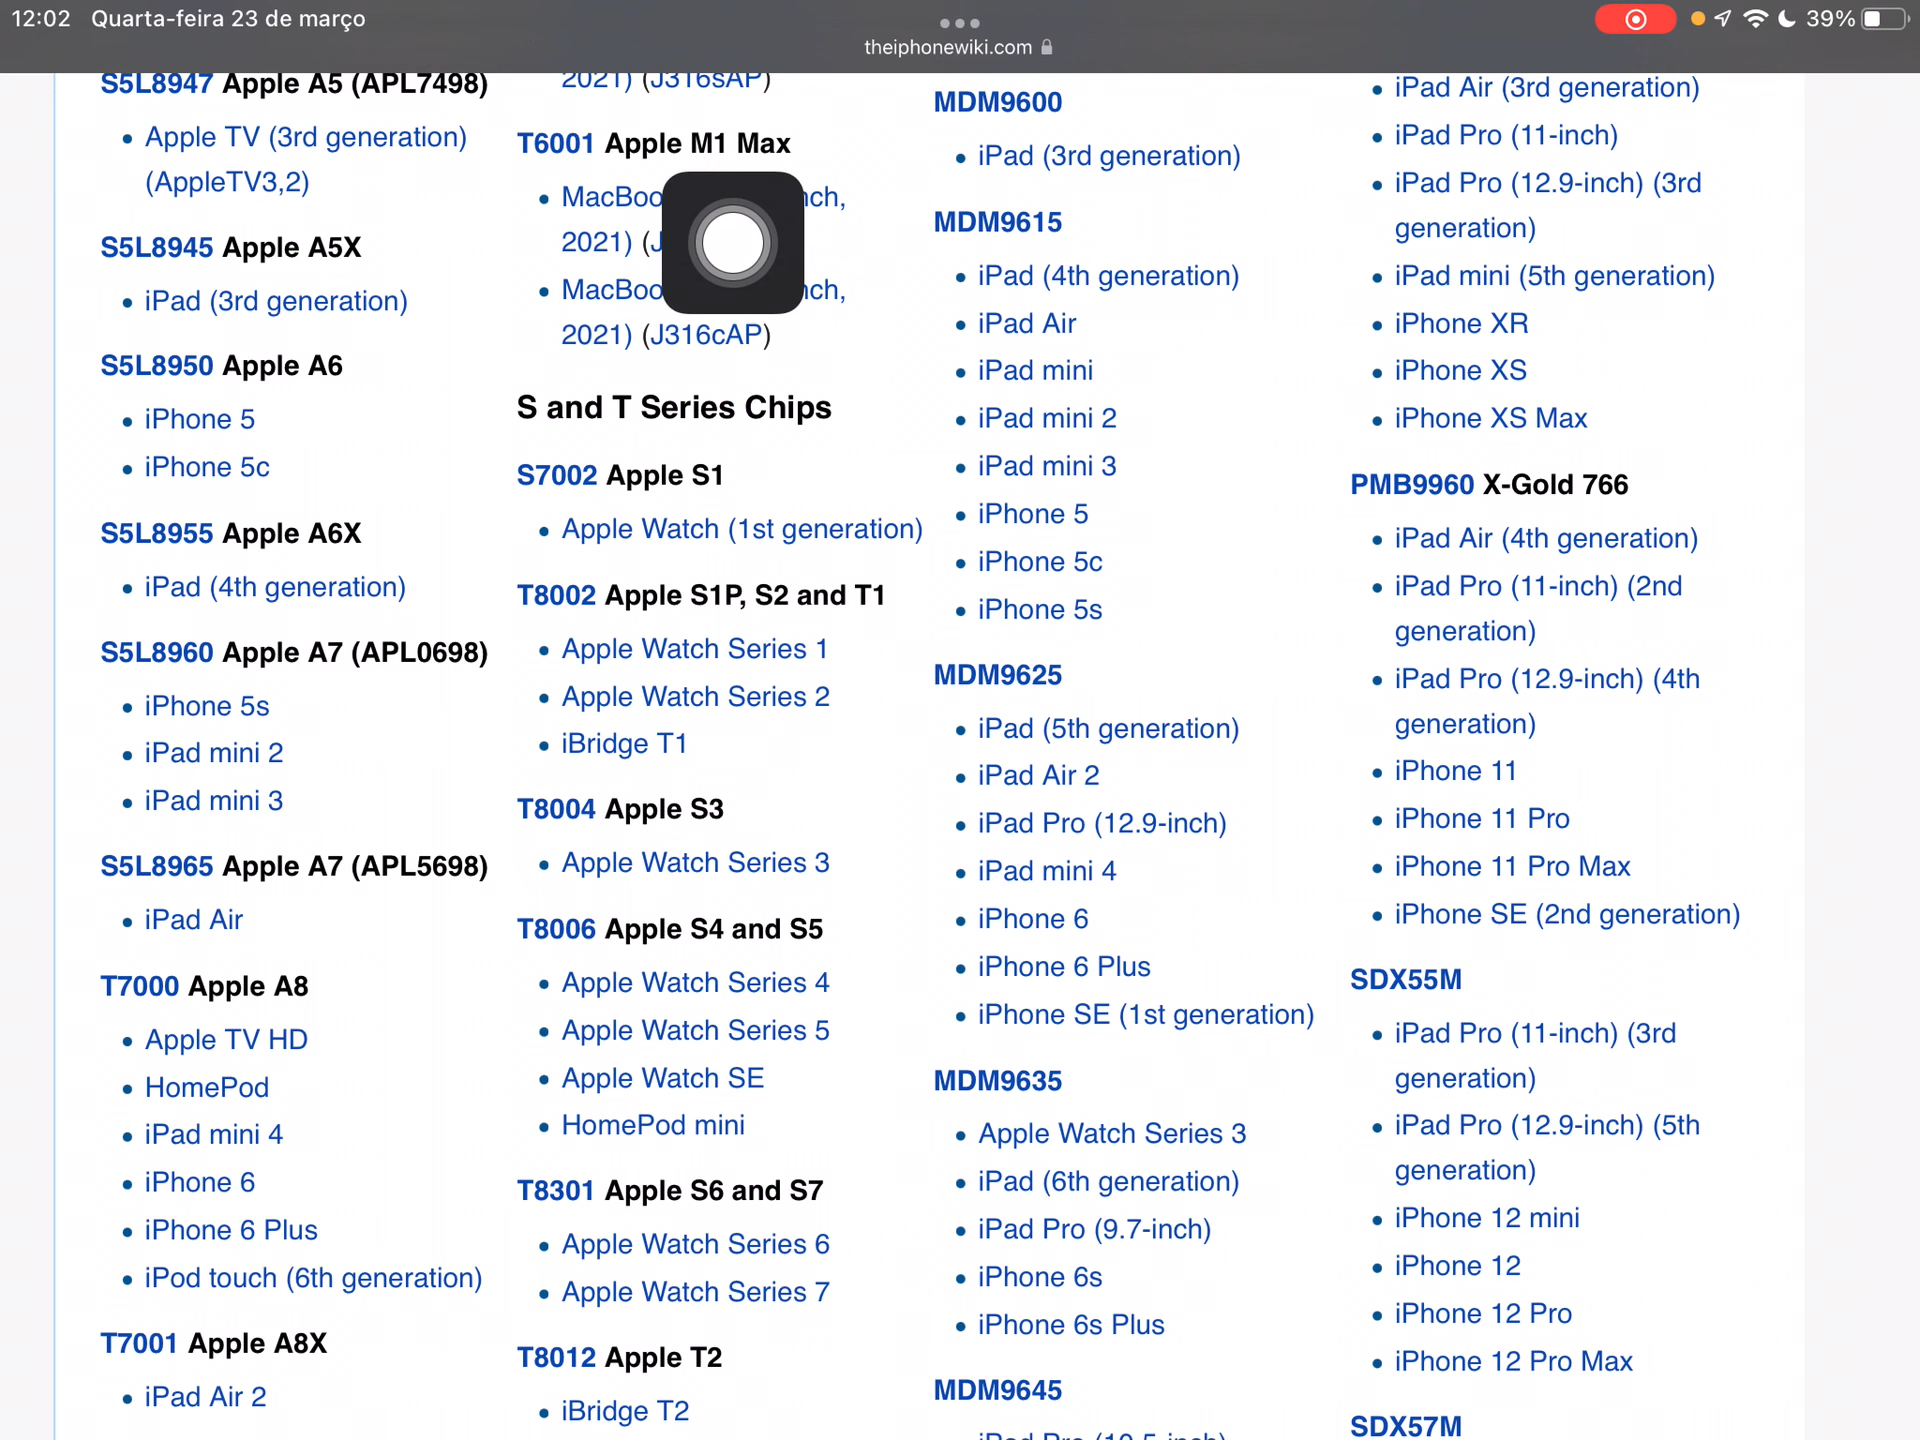 12:02 Quarta-feira 23 de março
39%
theiphonewiki.com
S5L8947 Apple A5 (APL7498)
Apple TV (3rd generation)
(AppleTV3,2)
S5L8945 Apple A5X
iPad (3rd generation)
S5L8950 Apple A6
iPhone 5
iPhone 5c
S5L8955 Apple A6X
iPad (4th generation)
S5L8960 Apple A7 (APL0698)
iPhone 5s
iPad mini 2
iPad mini 3
S5L8965 Apple A7 (APL5698)
iPad Air
T7000 Apple A8
Apple TV HD
HomePod
iPad mini 4
iPhone 6
iPhone 6 Plus
iPod touch (6th generation)
T7001 Apple A8X
iPad Air 2
2021) (J316sAP)
T6001 Apple M1 Max
2021)
2021) (J316cAP)
S and T Series Chips
S7002 Apple S1
Apple Watch (1st generation)
T8002 Apple S1P, S2 and T1
Apple Watch Series 1
Apple Watch Series 2
iBridge T1
T8004 Apple S3
Apple Watch Series 3
T8006 Apple S4 and S5
Apple Watch Series 4
Apple Watch Series 5
Apple Watch SE
HomePod mini
T8301 Apple S6 and S7
Apple Watch Series 6
Apple Watch Series 7
T8012 Apple T2
iBridge T2
MDM9600
iPad (3rd generation)
MDM9615
iPad (4th generation)
iPad Air
iPad mini
iPad mini 2
iPad mini 3
iPhone 5
iPhone 5c
iPhone 5s
MDM9625
iPad (5th generation)
iPad Air 2
iPad Pro (12.9-inch)
iPad mini 4
iPhone 6
iPhone 6 Plus
iPhone SE (1st generation)
MDM9635
Apple Watch Series 3
iPad (6th generation)
iPad Pro (9.7-inch)
iPhone 6s
iPhone 6s Plus
MDM9645
iPad Pro (10.5-inch)
iPad Air (3rd generation)
iPad Pro (11-inch)
iPad Pro (12.9-inch) (3rd
generation)
iPad mini (5th generation)
iPhone XR
iPhone XS
iPhone XS Max
PMB9960 X-Gold 766
iPad Air (4th generation)
iPad Pro (11-inch) (2nd
generation)
iPad Pro (12.9-inch) (4th
generation)
iPhone 11
iPhone 11 Pro
iPhone 11 Pro Max
iPhone SE (2nd generation)
SDX55M
iPad Pro (11-inch) (3rd
generation)
iPad Pro (12.9-inch) (5th
generation)
iPhone 12 mini
iPhone 12
iPhone 12 Pro
iPhone 12 Pro Max
SDX57M